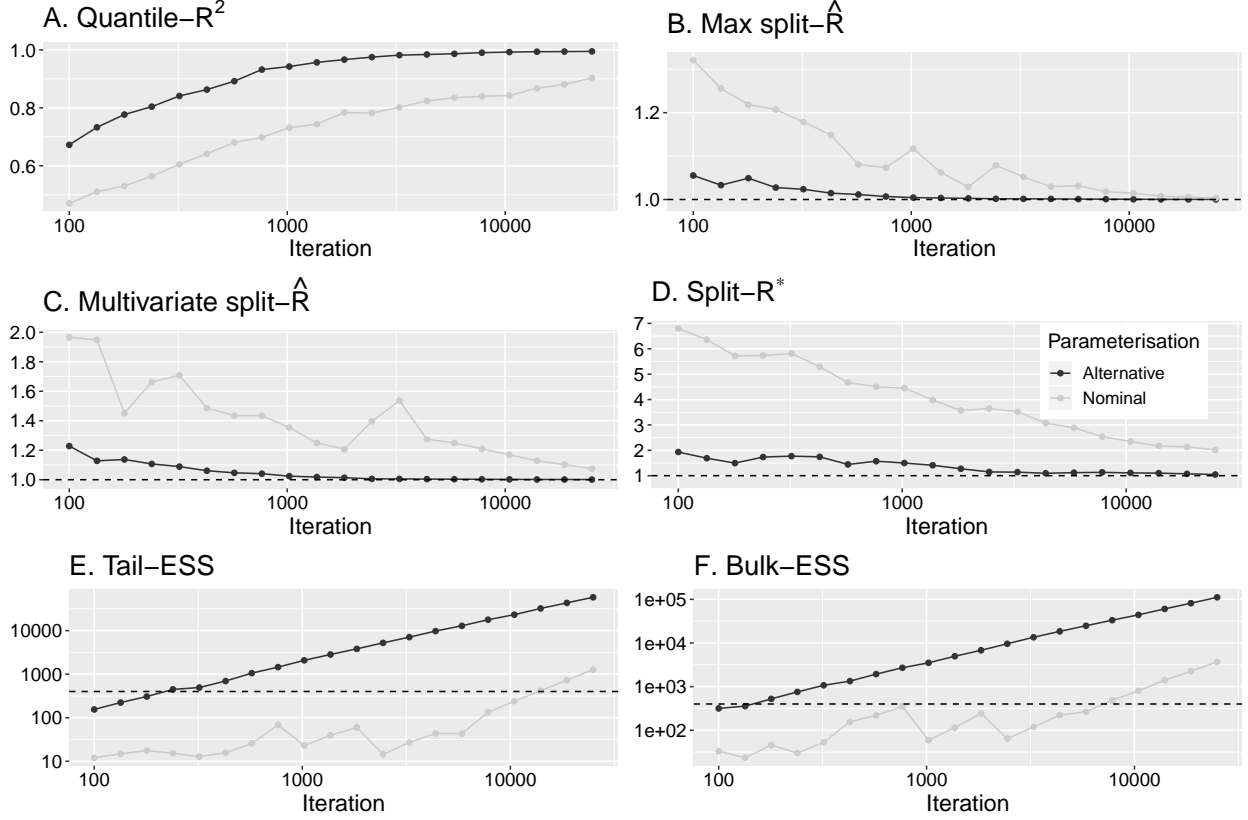 A. Quantile−R²
1.0
0.8
0.6
100
1000
10000
Iteration
B. Max split−R̂
1.2
1.0
100
1000
10000
Iteration
C. Multivariate split−R̂
2.0
1.8
1.6
1.4
1.2
1.0
100
1000
10000
Iteration
D. Split−R*
7
6
5
4
3
2
1
100
1000
10000
Iteration
Parameterisation
Alternative
Nominal
E. Tail−ESS
10000
1000
100
10
100
1000
10000
Iteration
F. Bulk−ESS
1e+05
1e+04
1e+03
1e+02
100
1000
10000
Iteration